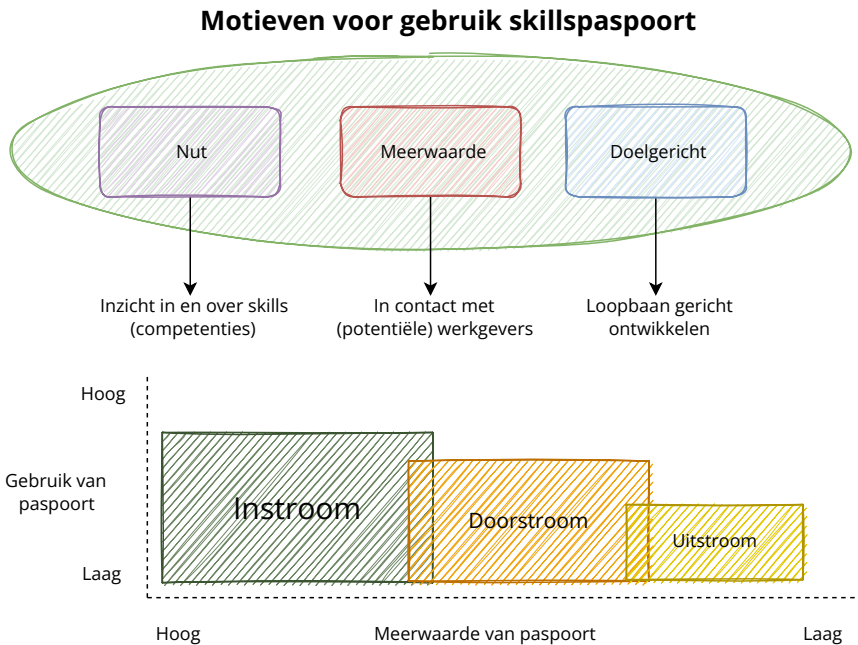 Motieven voor gebruik skillspaspoort
Nut
Meerwaarde
Doelgericht
Inzicht in en over skills
(competenties)
In contact met
(potentiële) werkgevers
Loopbaan gericht
ontwikkelen
Hoog
Gebruik van
paspoort
Laag
Instroom
Doorstroom
Uitstroom
Hoog
Meerwaarde van paspoort
Laag